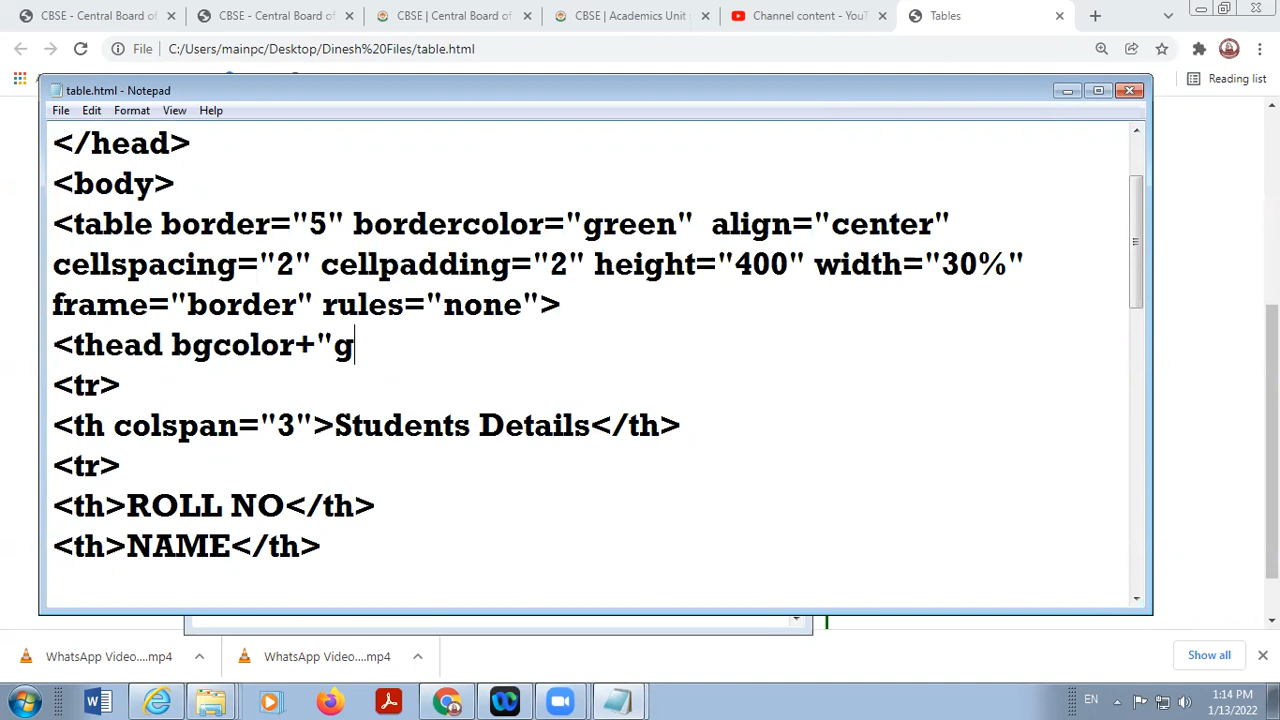 CBSE - Central Board of
CBSE - Central Board of
CBSE | Central Board of
CBSE | Academics Unit
Channel content - YouT
Tables
File C:/Users/mainpc/Desktop/Dinesh%20Files/table.html
Reading list
table.html - Notepad
File Edit Format View Help
</head>
<body>
<table border="5" bordercolor="green"  align="center"
cellspacing="2" cellpadding="2" height="400" width="30%"
frame="border" rules="none">
<thead bgcolor+"g
<tr>
<th colspan="3">Students Details</th>
<tr>
<th>ROLL NO</th>
<th>NAME</th>
WhatsApp Video....mp4
WhatsApp Video....mp4
Show all
EN
1:14 PM
1/13/2022